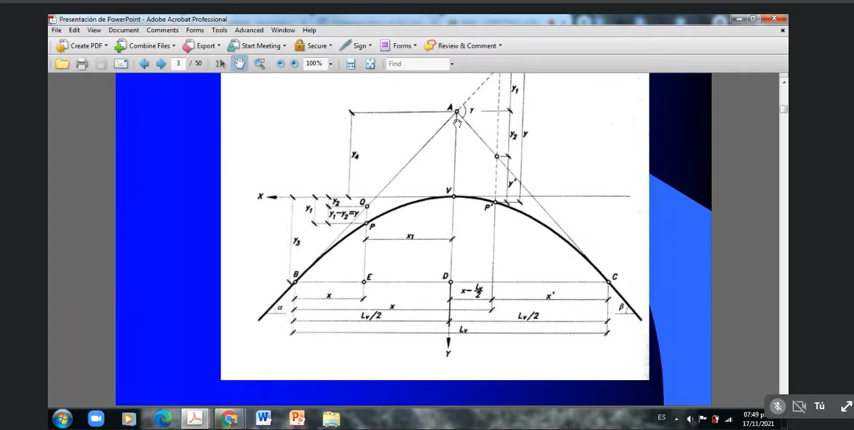 Presentación de PowerPoint - Adobe Acrobat Professional
File Edit View Document Comments Forms Tools Advanced Window Help
Create PDF Combine Files Export Start Meeting Secure Sign Forms Review & Comment
3 / 50 100% Find
y₁
A γ
y₂ y
y₄
y'
X V
Q y₂
y₁ P'
y₁-y₂=y
P
x₁
y₃
B E D C
x x - Lv/2 x'
α x β
Lv/2 Lv/2
Lv
Y
Tú
ES 07:49 p.
17/11/2021